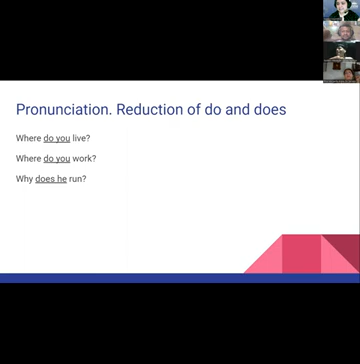 Pronunciation. Reduction of do and does
Where do you live?
Where do you work?
Why does he run?